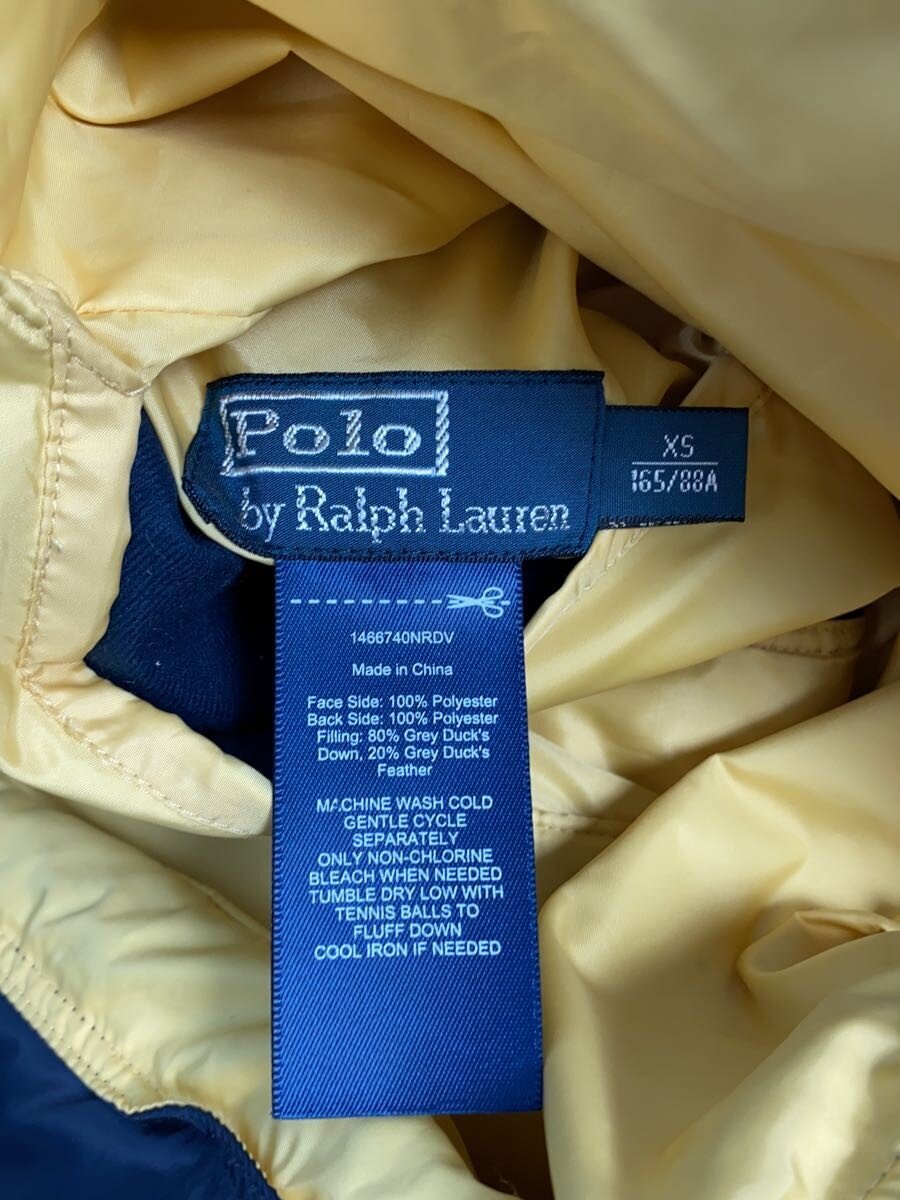 Polo
by Ralph Lauren
XS
165/88A
1466740NRDV
Made in China
Face Side: 100% Polyester
Back Side: 100% Polyester
Filling: 80% Grey Duck's
Down, 20% Grey Duck's
Feather
MACHINE WASH COLD
GENTLE CYCLE
SEPARATELY
ONLY NON-CHLORINE
BLEACH WHEN NEEDED
TUMBLE DRY LOW WITH
TENNIS BALLS TO
FLUFF DOWN
COOL IRON IF NEEDED